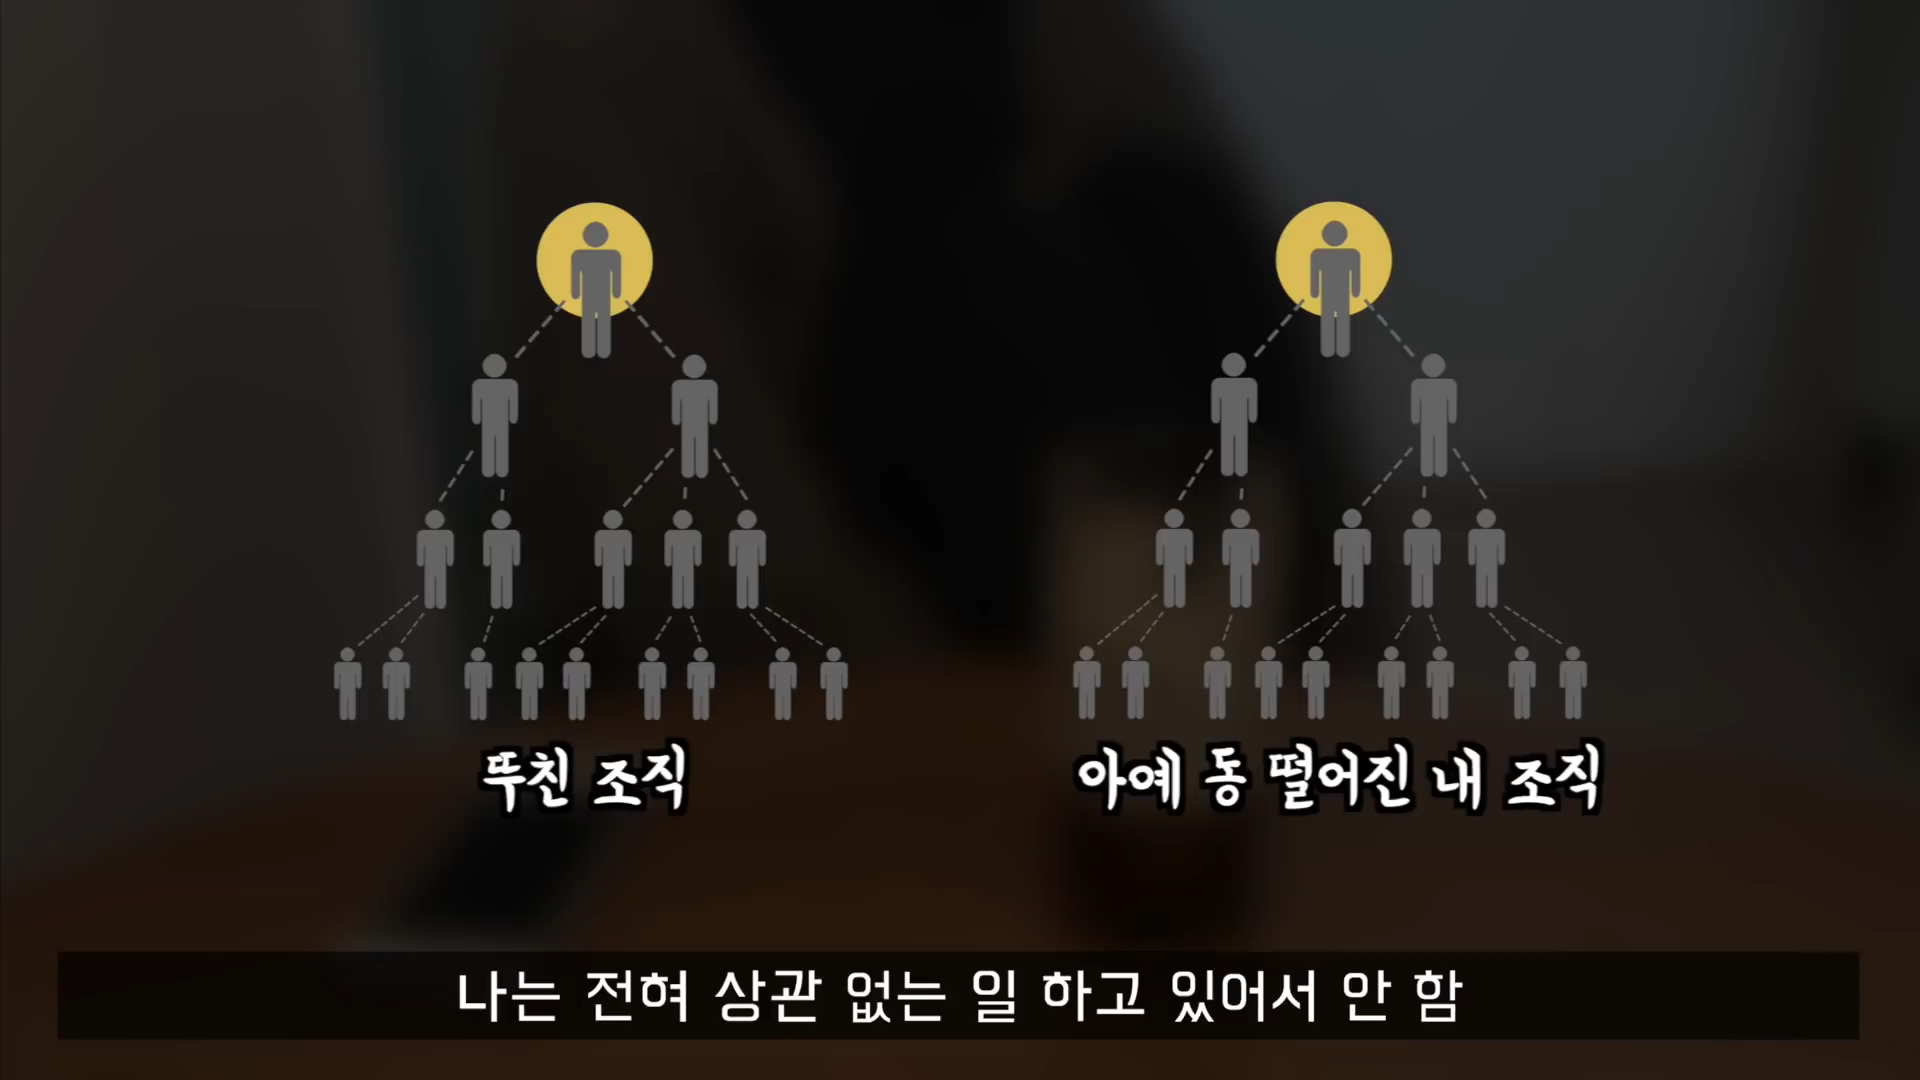 뚜친 조직
아예 동 떨어진 내 조직
나는 전혀 상관 없는 일 하고 있어서 안 함